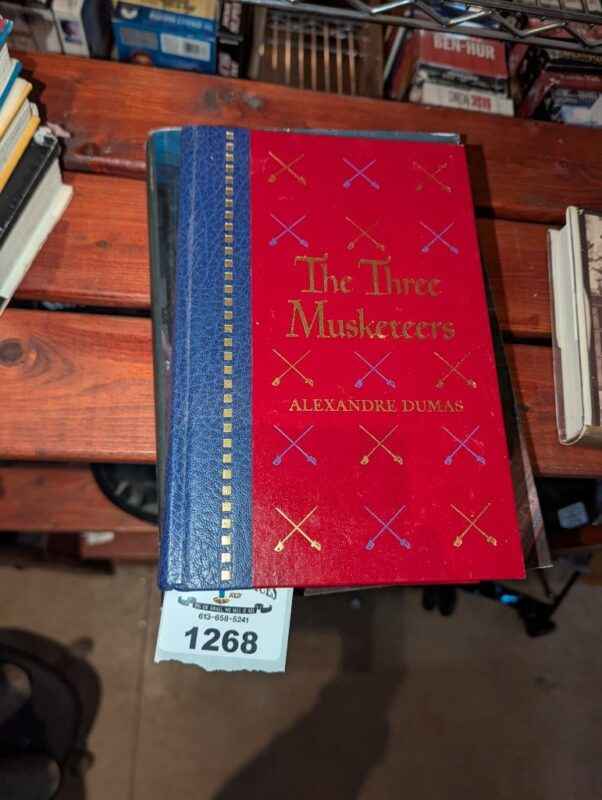 BEN-HUR
The Three
Musketeers
ALEXANDRE DUMAS
613-658-5241
1268